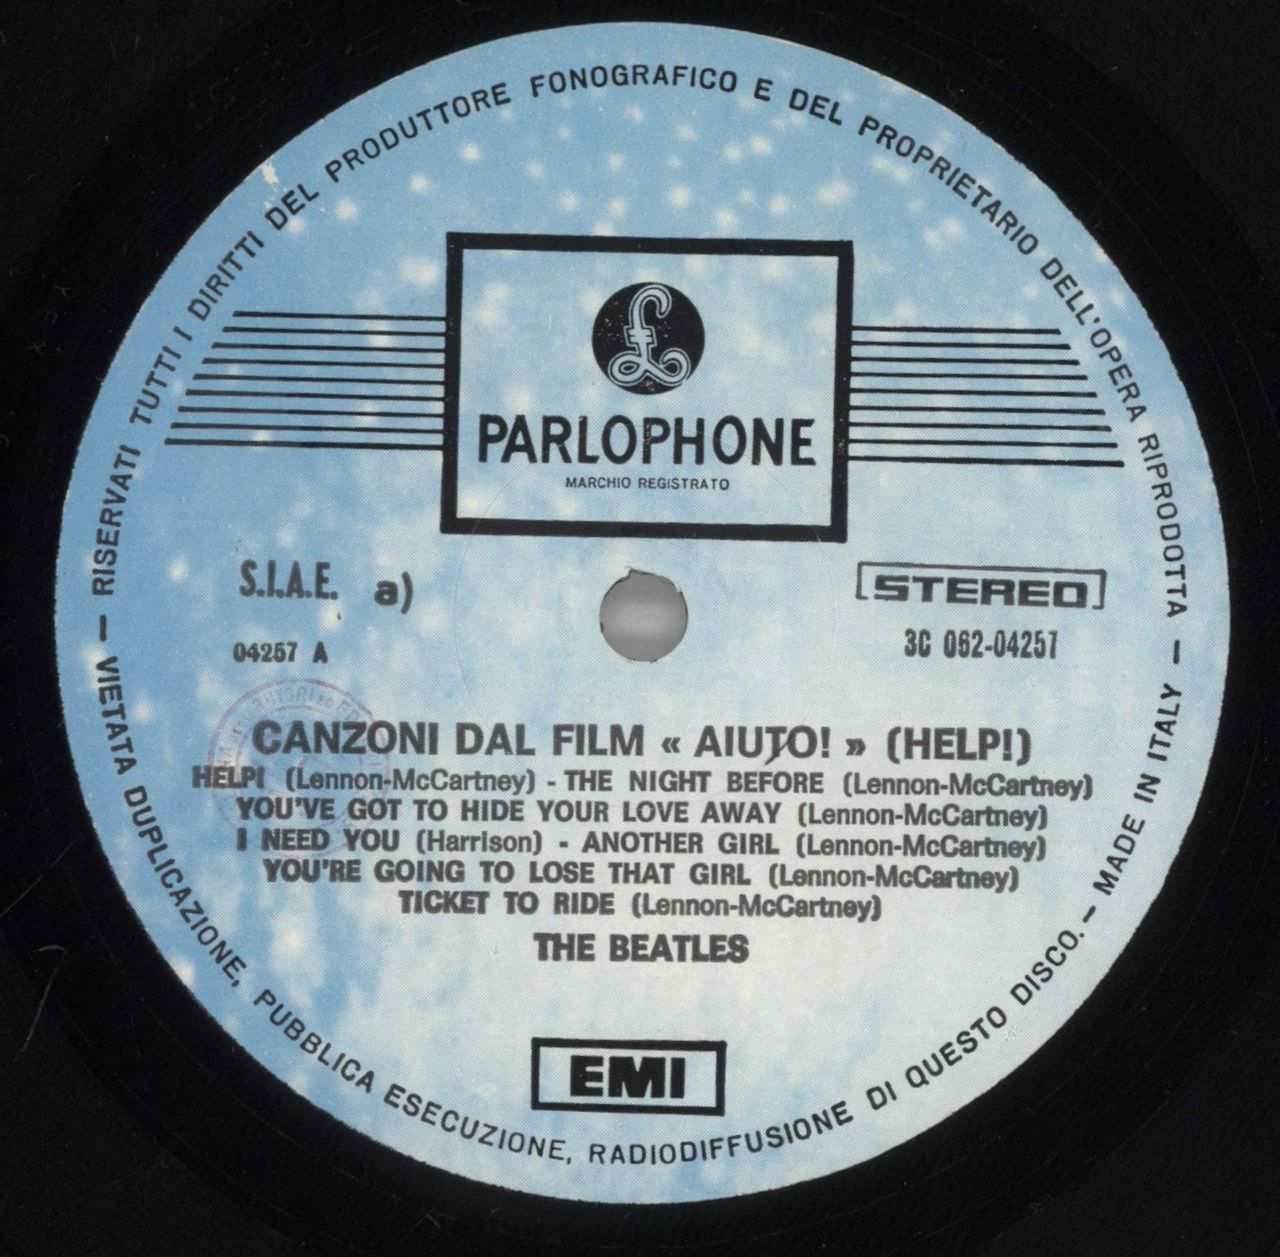 RISERVATI TUTTI I DIRITTI DEL PRODUTTORE FONOGRAFICO E DEL PROPRIETARIO DELL'OPERA RIPRODOTTA — MADE IN ITALY —
VIETATA DUPLICAZIONE, PUBBLICA ESECUZIONE, RADIODIFFUSIONE DI QUESTO DISCO. —
£
PARLOPHONE
MARCHIO REGISTRATO
S.I.A.E. a)
STEREO
04257 A
3C 062-04257
CANZONI DAL FILM « AIUTO! » (HELP!)
HELP! (Lennon-McCartney) - THE NIGHT BEFORE (Lennon-McCartney)
YOU'VE GOT TO HIDE YOUR LOVE AWAY (Lennon-McCartney)
I NEED YOU (Harrison) - ANOTHER GIRL (Lennon-McCartney)
YOU'RE GOING TO LOSE THAT GIRL (Lennon-McCartney)
TICKET TO RIDE (Lennon-McCartney)
THE BEATLES
EMI